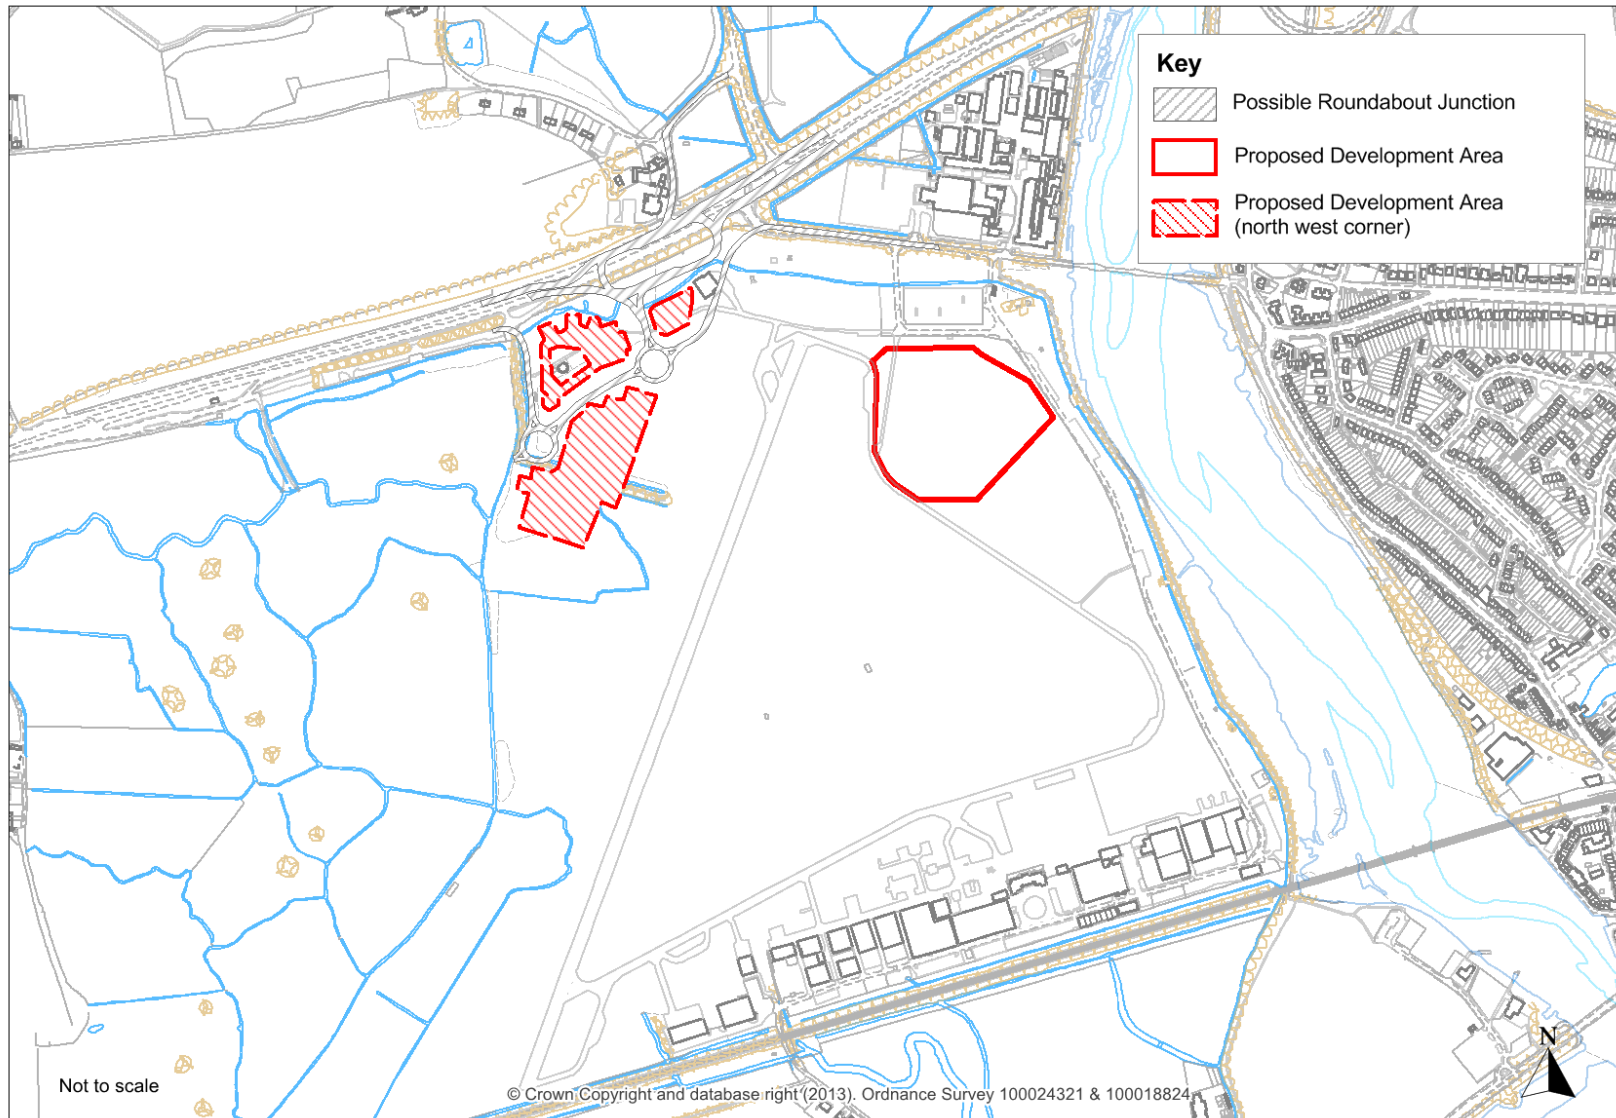 Key
Possible Roundabout Junction
Proposed Development Area
Proposed Development Area
(north west corner)
N
Not to scale
© Crown Copyright and database right (2013). Ordnance Survey 100024321 & 100018824